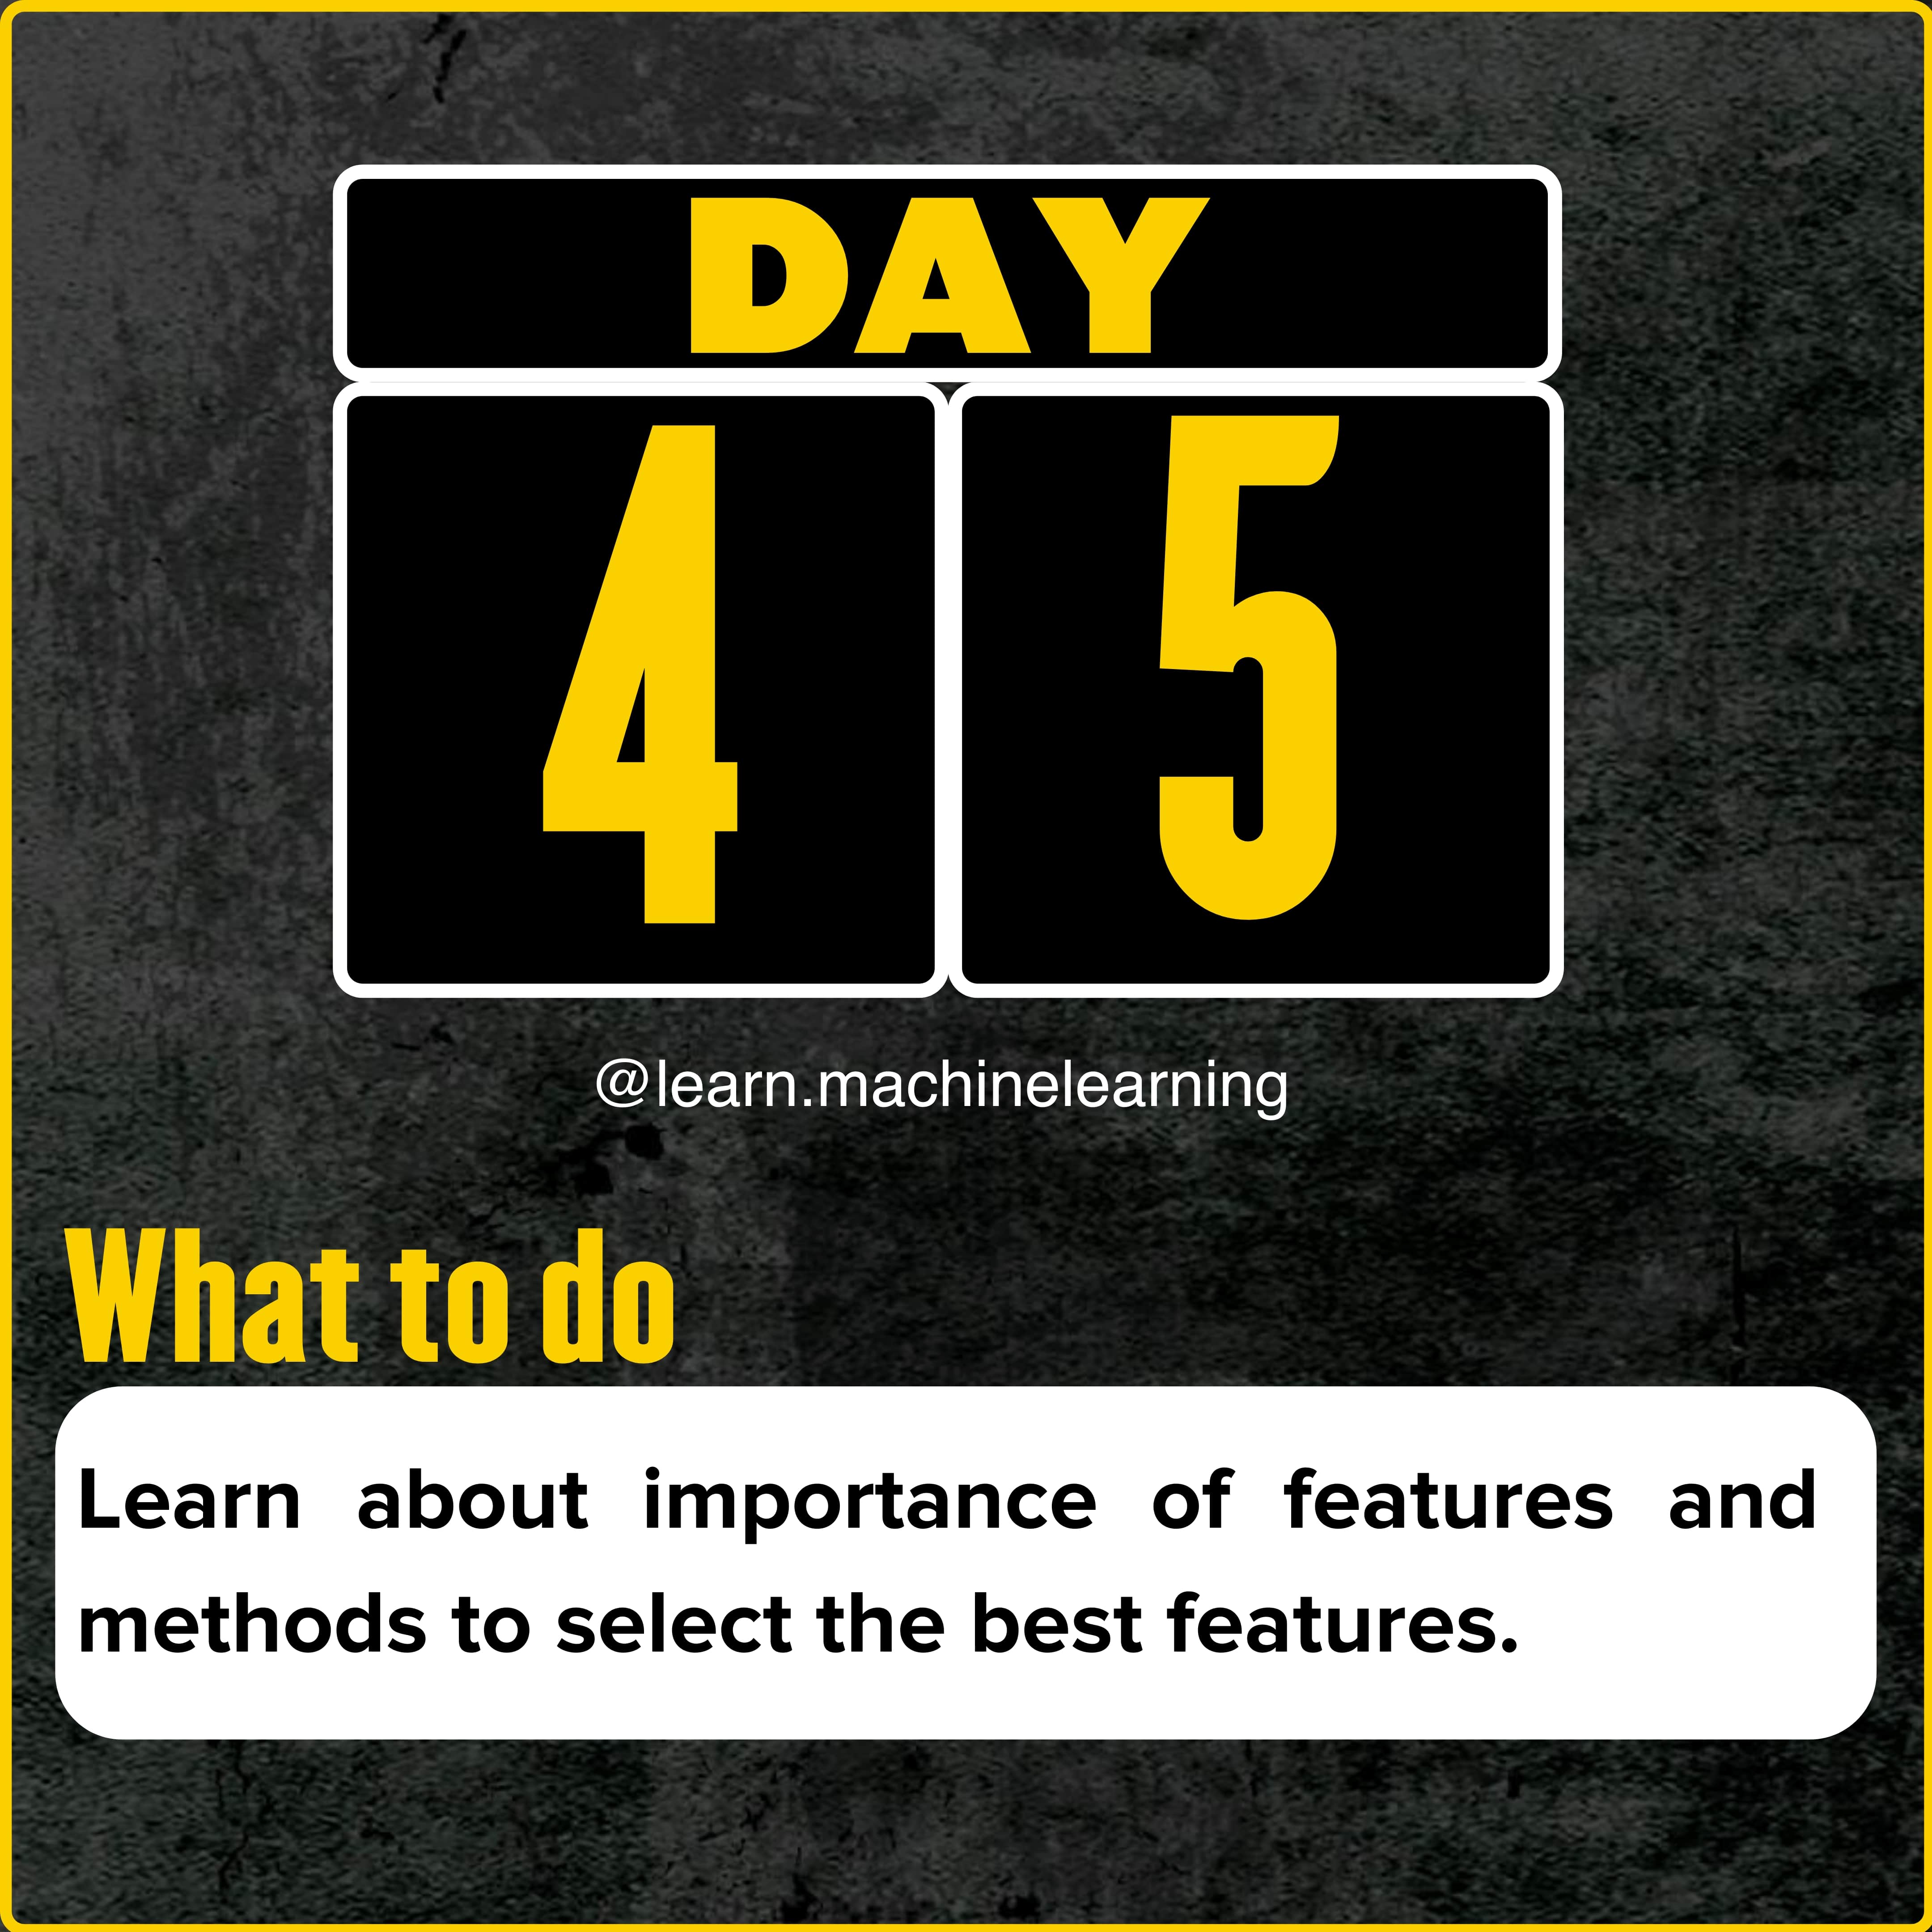 DAY
4 5
@learn.machinelearning
What to do
Learn about importance of features and
methods to select the best features.